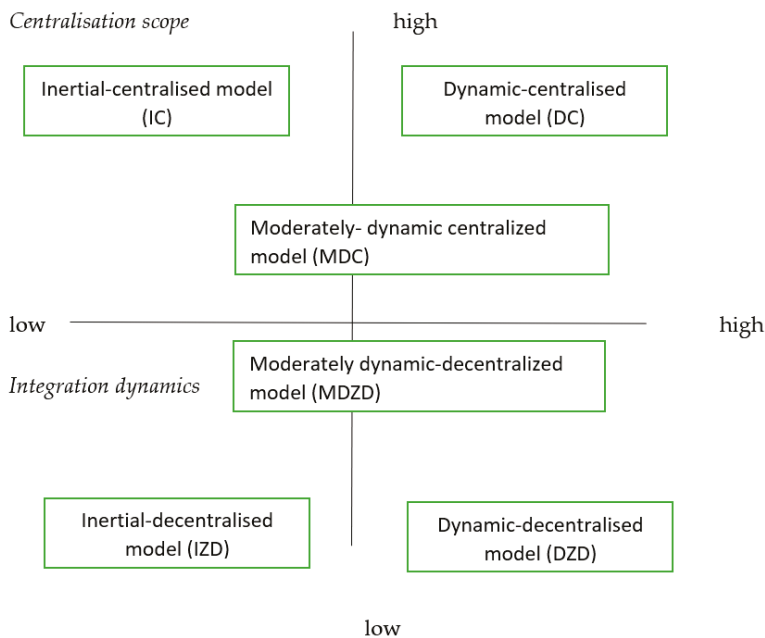 Centralisation scope
high
Inertial-centralised model
(IC)
Dynamic-centralised
model (DC)
Moderately- dynamic centralized
model (MDC)
low
high
Moderately dynamic-decentralized
model (MDZD)
Integration dynamics
Inertial-decentralised
model (IZD)
Dynamic-decentralised
model (DZD)
low